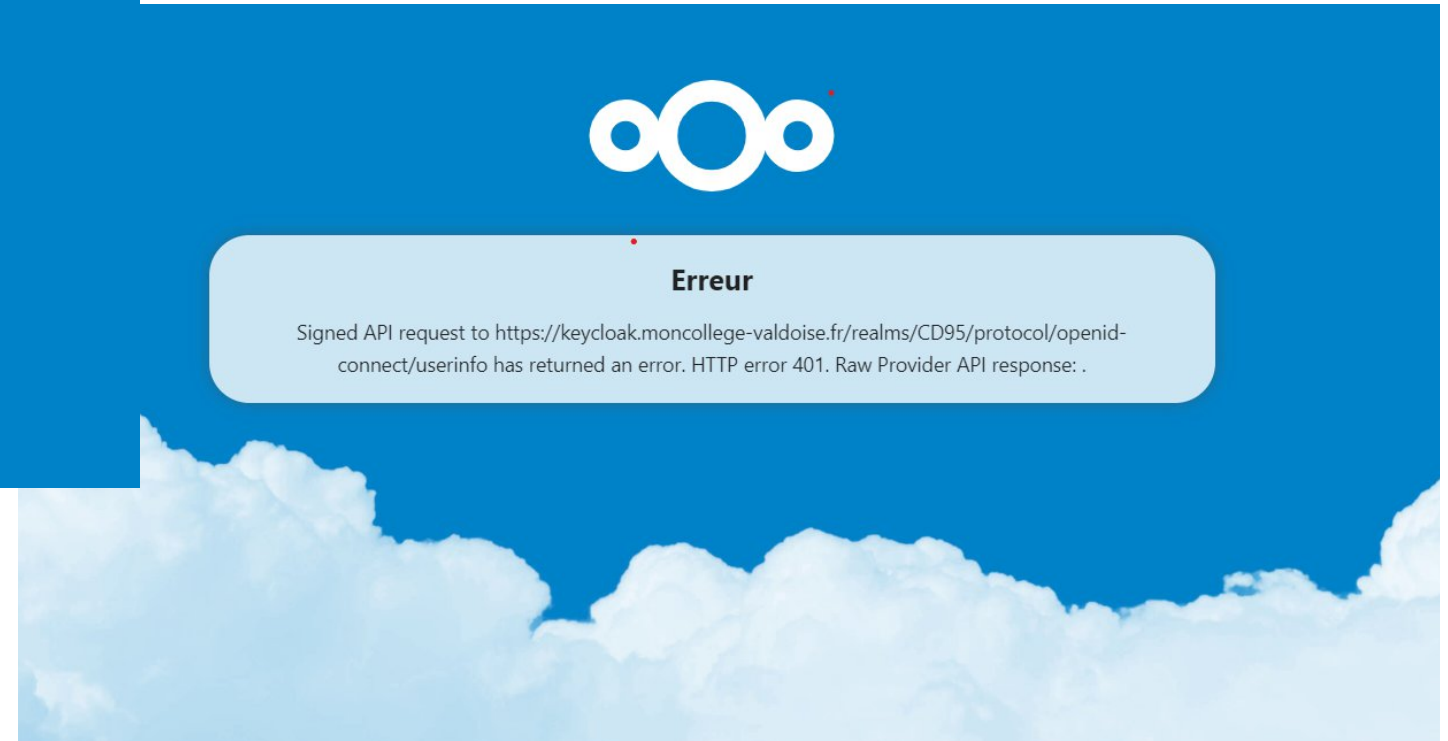 Erreur
Signed API request to https://keycloak.moncollege-valdoise.fr/realms/CD95/protocol/openid-
connect/userinfo has returned an error. HTTP error 401. Raw Provider API response: .